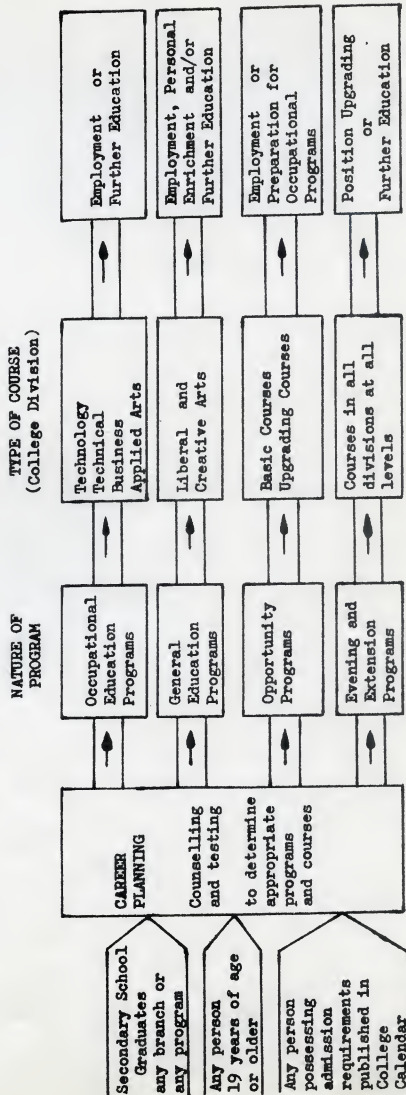 NATURE OF
PROGRAM
TYPE OF COURSE
(College Division)
Secondary School
Graduates
any branch or
any program
Any person
19 years of age
or older
Any person
possessing
admission
requirements
published in
College
Calendar
CAREER
PLANNING
Counselling
and testing
to determine
appropriate
programs
and courses
Occupational
Education
Programs
Technology
Technical
Business
Applied Arts
Employment or
Further Education
General
Education
Programs
Liberal and
Creative Arts
Employment, Personal
Enrichment and/or
Further Education
Opportunity
Programs
Basic Courses
Upgrading Courses
Employment or
Preparation for
Occupational
Programs
Evening and
Extension
Programs
Courses in all
divisions at all
levels
Position Upgrading
or
Further Education